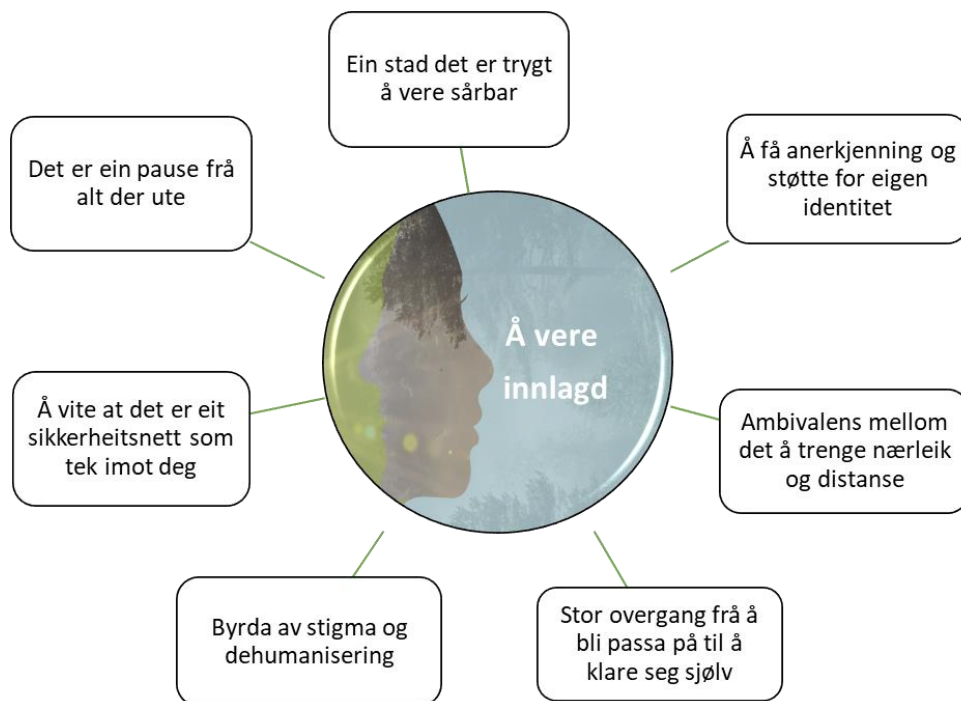 Ein stad det er trygt
å vere sårbar
Det er ein pause frå
alt der ute
Å få anerkjenning og
støtte for eigen
identitet
Å vere
innlagd
Å vite at det er eit
sikkerheitsnett som
tek imot deg
Ambivalens mellom
det å trenge nærleik
og distanse
Byrda av stigma og
dehumanisering
Stor overgang frå å
bli passa på til å
klare seg sjølv